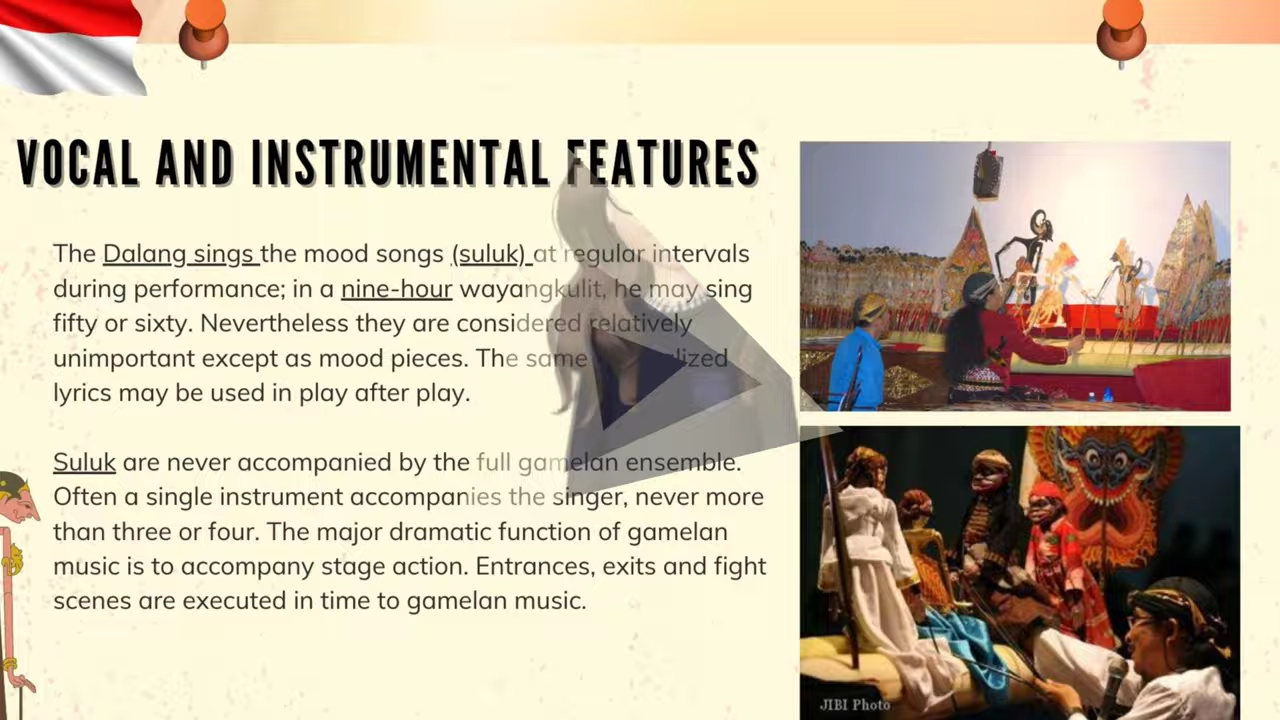 VOCAL AND INSTRUMENTAL FEATURES
The Dalang sings the mood songs (suluk) at regular intervals
during performance; in a nine-hour wayangkulit, he may sing
fifty or sixty. Nevertheless they are considered relatively
unimportant except as mood pieces. The same
lyrics may be used in play after play.
Suluk are never accompanied by the full gamelan ensemble.
Often a single instrument accompanies the singer, never more
than three or four. The major dramatic function of gamelan
music is to accompany stage action. Entrances, exits and fight
scenes are executed in time to gamelan music.
JIBI Photo